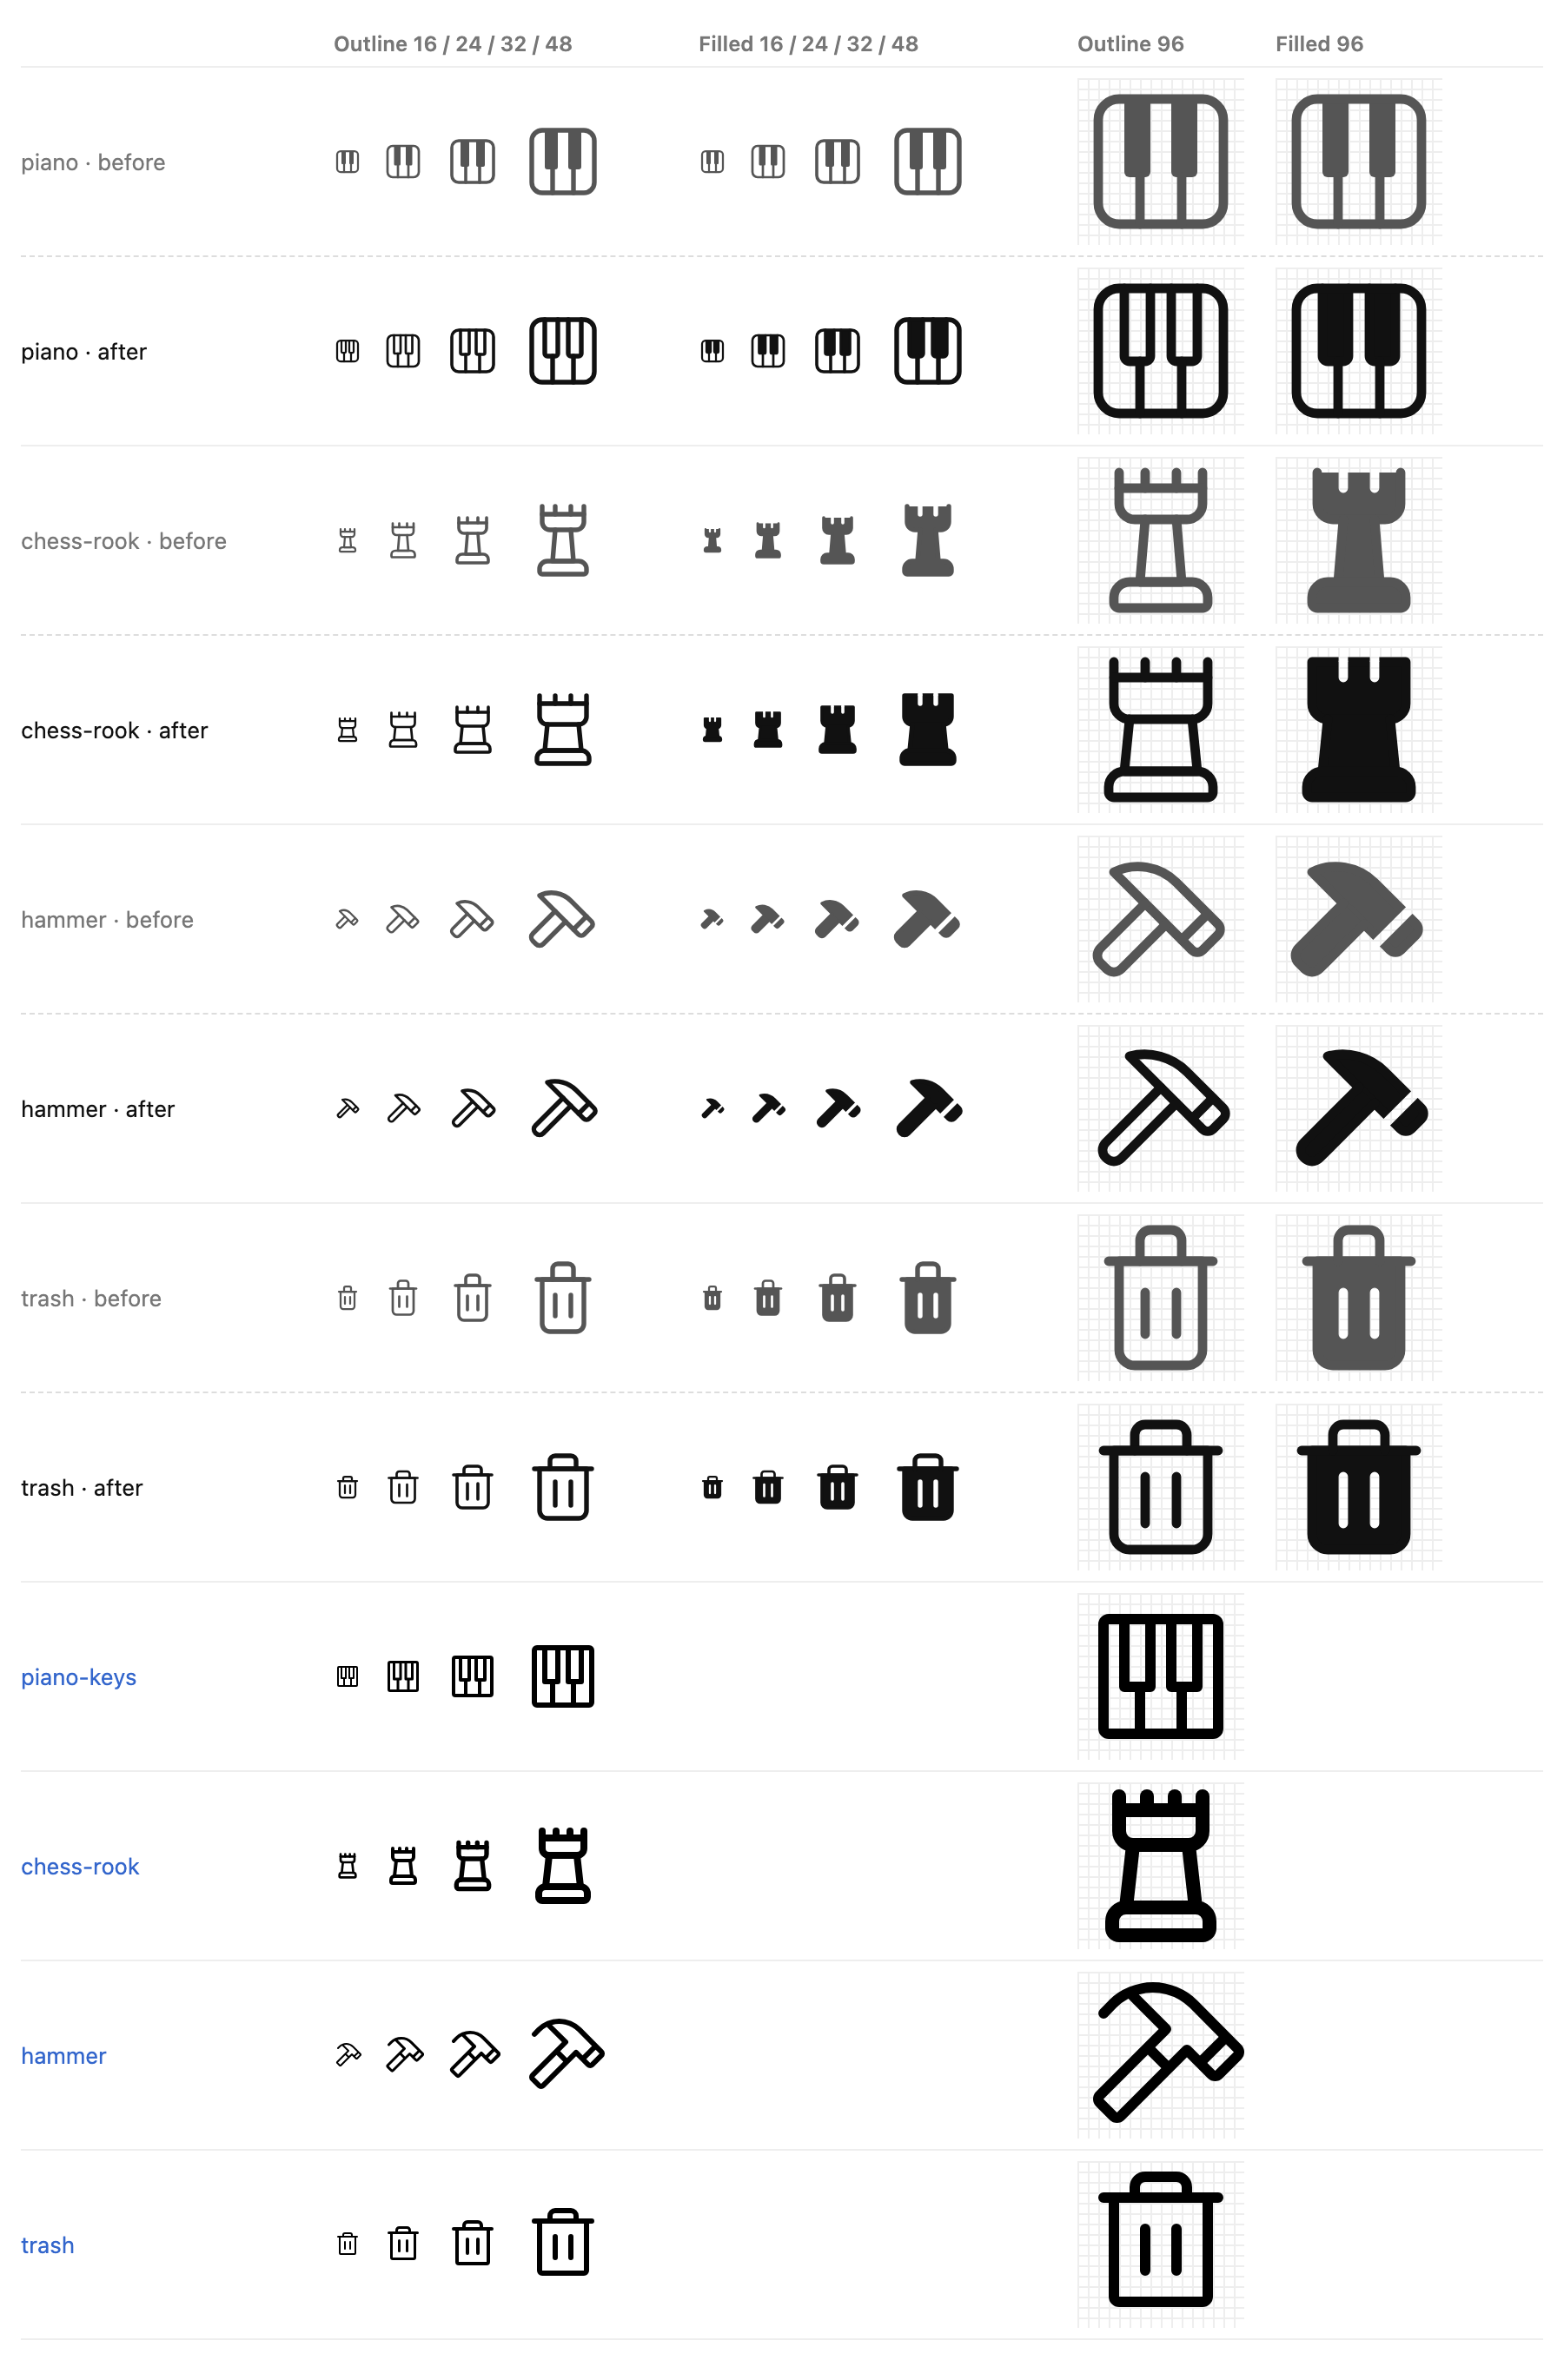 Outline 16 / 24 / 32 / 48 Filled 16 / 24 / 32 / 48 Outline 96 Filled 96
piano · before
piano · after
chess-rook · before
chess-rook · after
hammer · before
hammer · after
trash · before
trash · after
piano-keys
chess-rook
hammer
trash